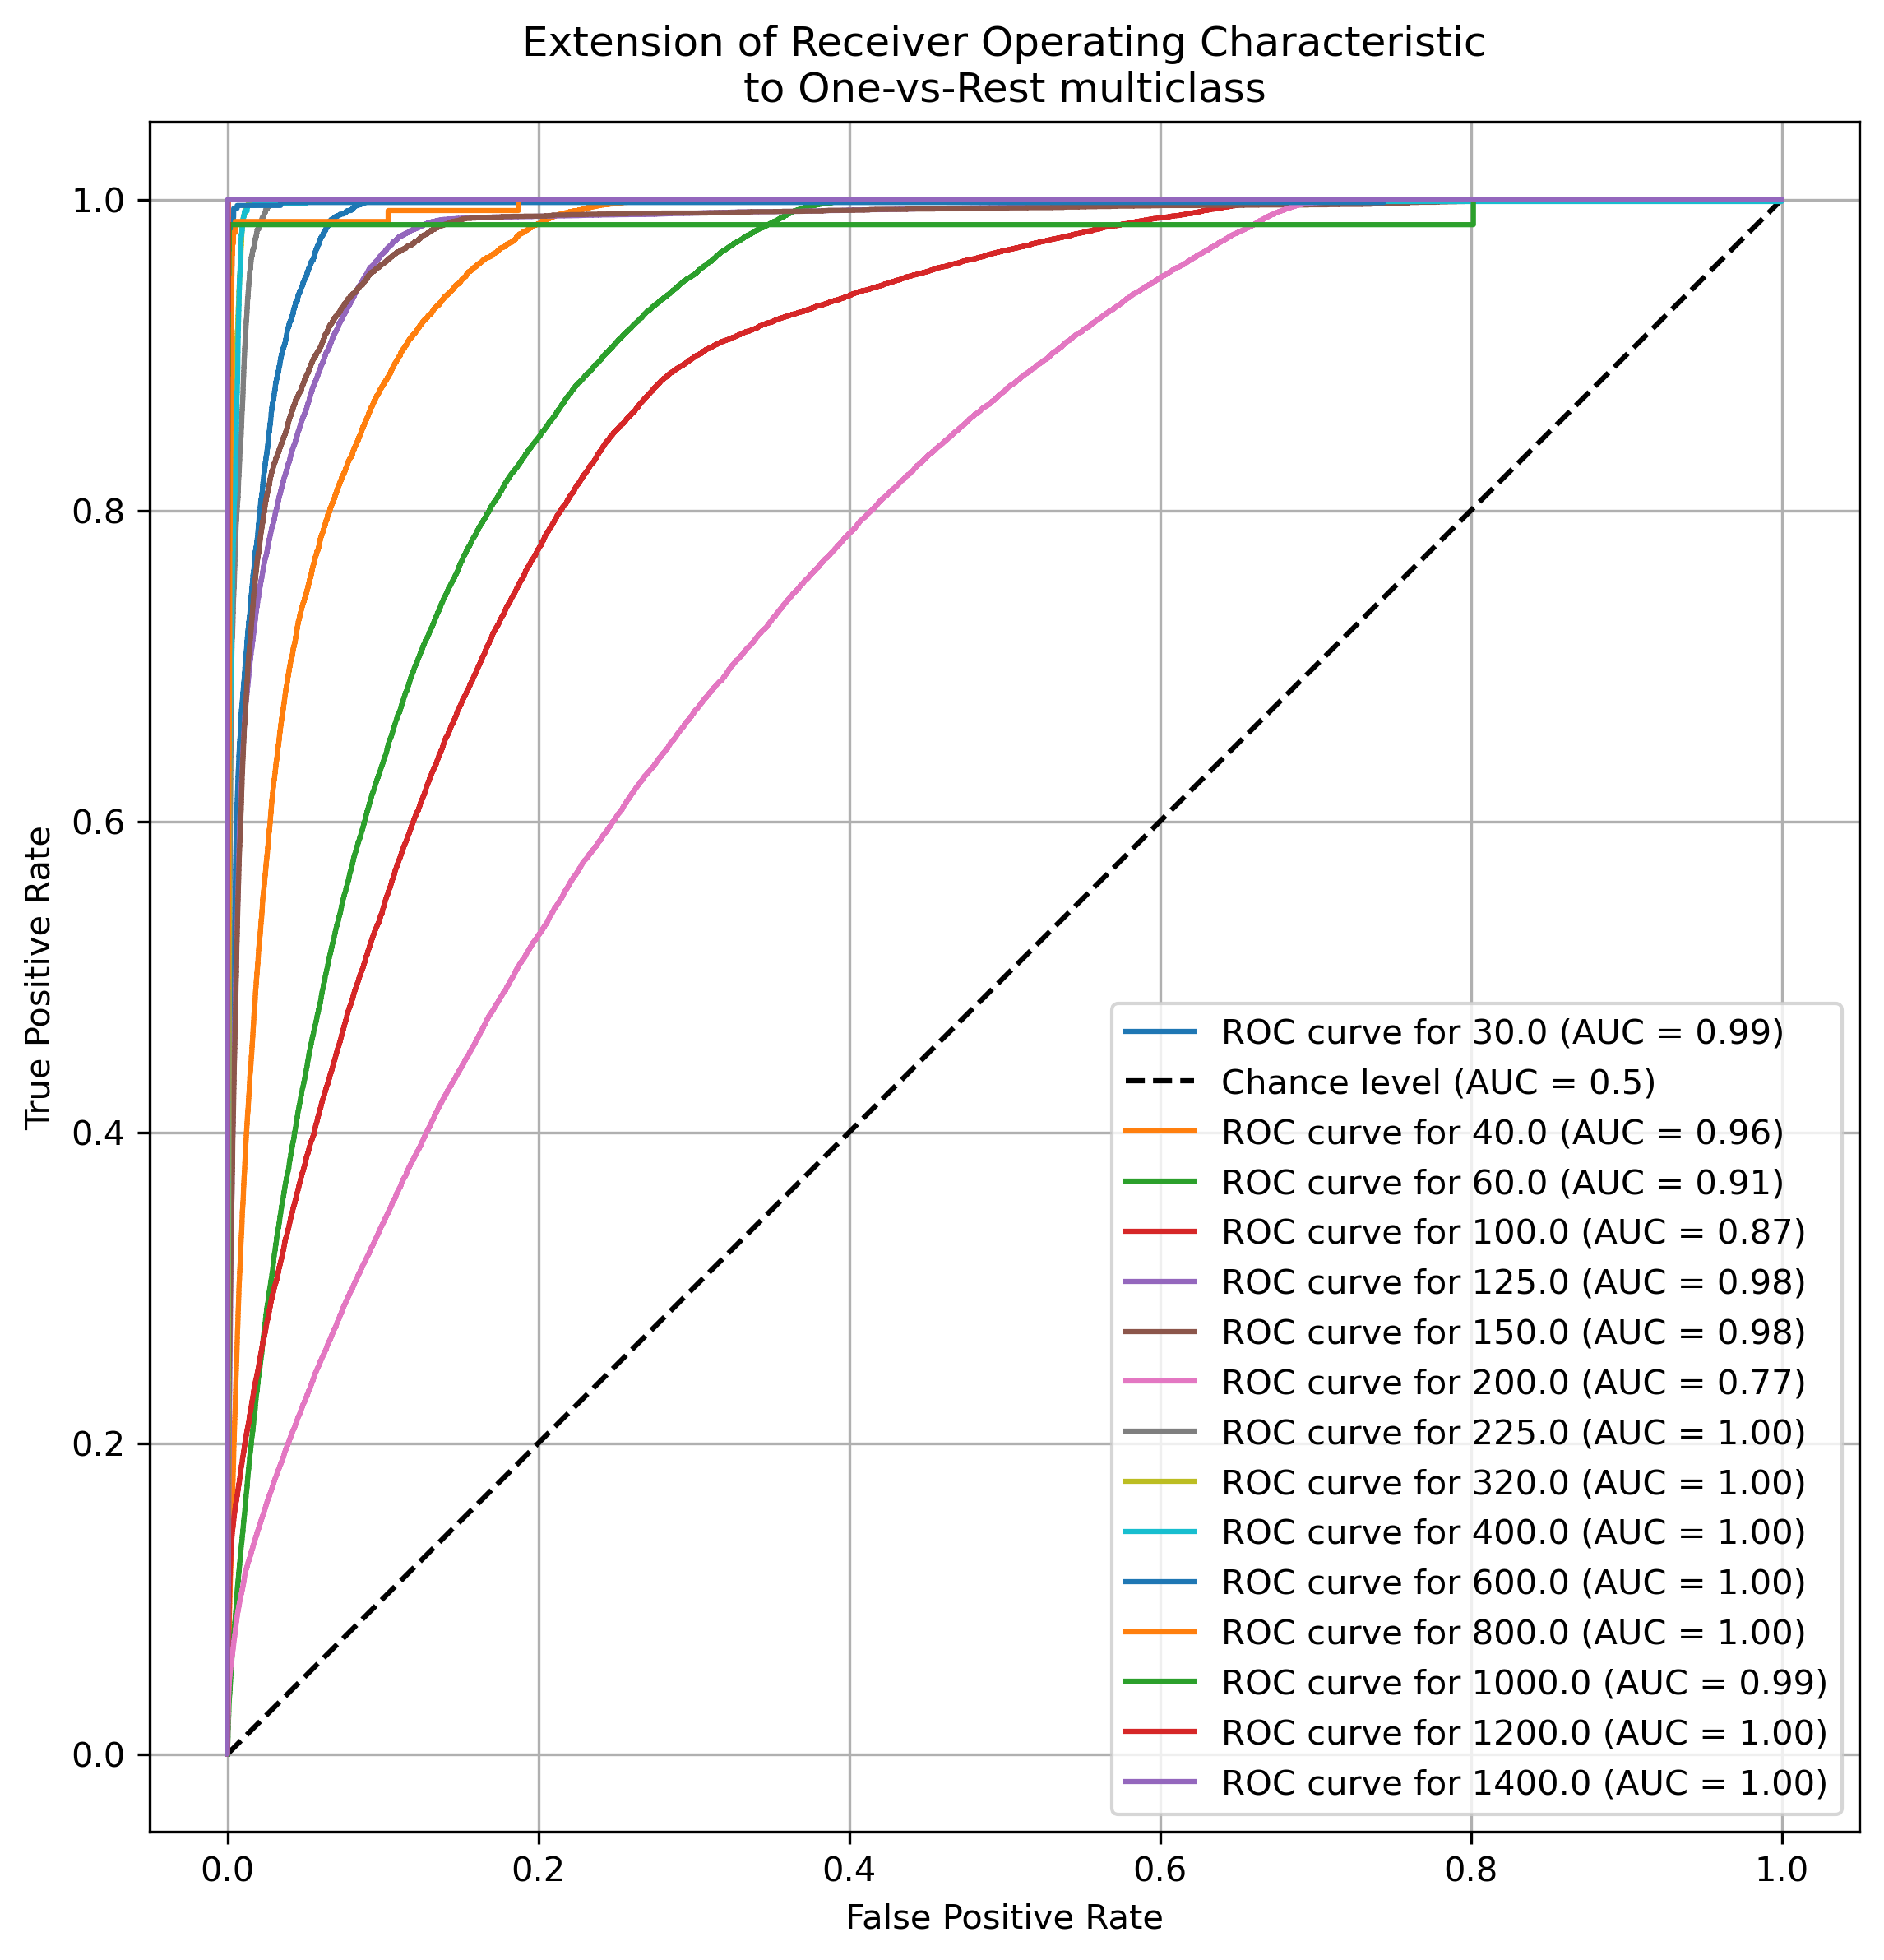 Extension of Receiver Operating Characteristic
to One-vs-Rest multiclass
True Positive Rate
1.0
0.8
0.6
0.4
0.2
0.0
ROC curve for 30.0 (AUC = 0.99)
Chance level (AUC = 0.5)
ROC curve for 40.0 (AUC = 0.96)
ROC curve for 60.0 (AUC = 0.91)
ROC curve for 100.0 (AUC = 0.87)
ROC curve for 125.0 (AUC = 0.98)
ROC curve for 150.0 (AUC = 0.98)
ROC curve for 200.0 (AUC = 0.77)
ROC curve for 225.0 (AUC = 1.00)
ROC curve for 320.0 (AUC = 1.00)
ROC curve for 400.0 (AUC = 1.00)
ROC curve for 600.0 (AUC = 1.00)
ROC curve for 800.0 (AUC = 1.00)
ROC curve for 1000.0 (AUC = 0.99)
ROC curve for 1200.0 (AUC = 1.00)
ROC curve for 1400.0 (AUC = 1.00)
0.0 0.2 0.4 0.6 0.8 1.0
False Positive Rate